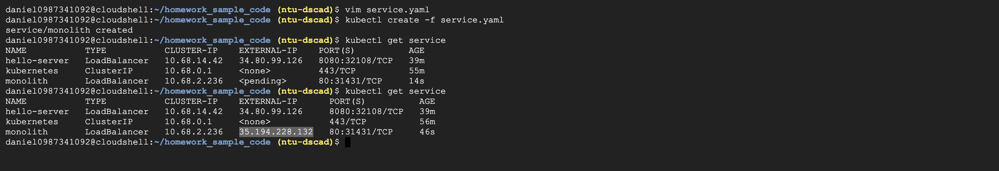 daniel0987341092@cloudshell:~/homework_sample_code (ntu-dscad)$ vim service.yaml
daniel0987341092@cloudshell:~/homework_sample_code (ntu-dscad)$ kubectl create -f service.yaml
service/monolith created
daniel0987341092@cloudshell:~/homework_sample_code (ntu-dscad)$ kubectl get service
NAME           TYPE           CLUSTER-IP    EXTERNAL-IP    PORT(S)          AGE
hello-server   LoadBalancer   10.68.14.42   34.80.99.126   8080:32108/TCP   39m
kubernetes     ClusterIP      10.68.0.1     <none>         443/TCP          55m
monolith       LoadBalancer   10.68.2.236   <pending>      80:31431/TCP     14s
daniel0987341092@cloudshell:~/homework_sample_code (ntu-dscad)$ kubectl get service
NAME           TYPE           CLUSTER-IP    EXTERNAL-IP      PORT(S)          AGE
hello-server   LoadBalancer   10.68.14.42   34.80.99.126     8080:32108/TCP   39m
kubernetes     ClusterIP      10.68.0.1     <none>           443/TCP          56m
monolith       LoadBalancer   10.68.2.236   35.194.228.132   80:31431/TCP     46s
daniel0987341092@cloudshell:~/homework_sample_code (ntu-dscad)$